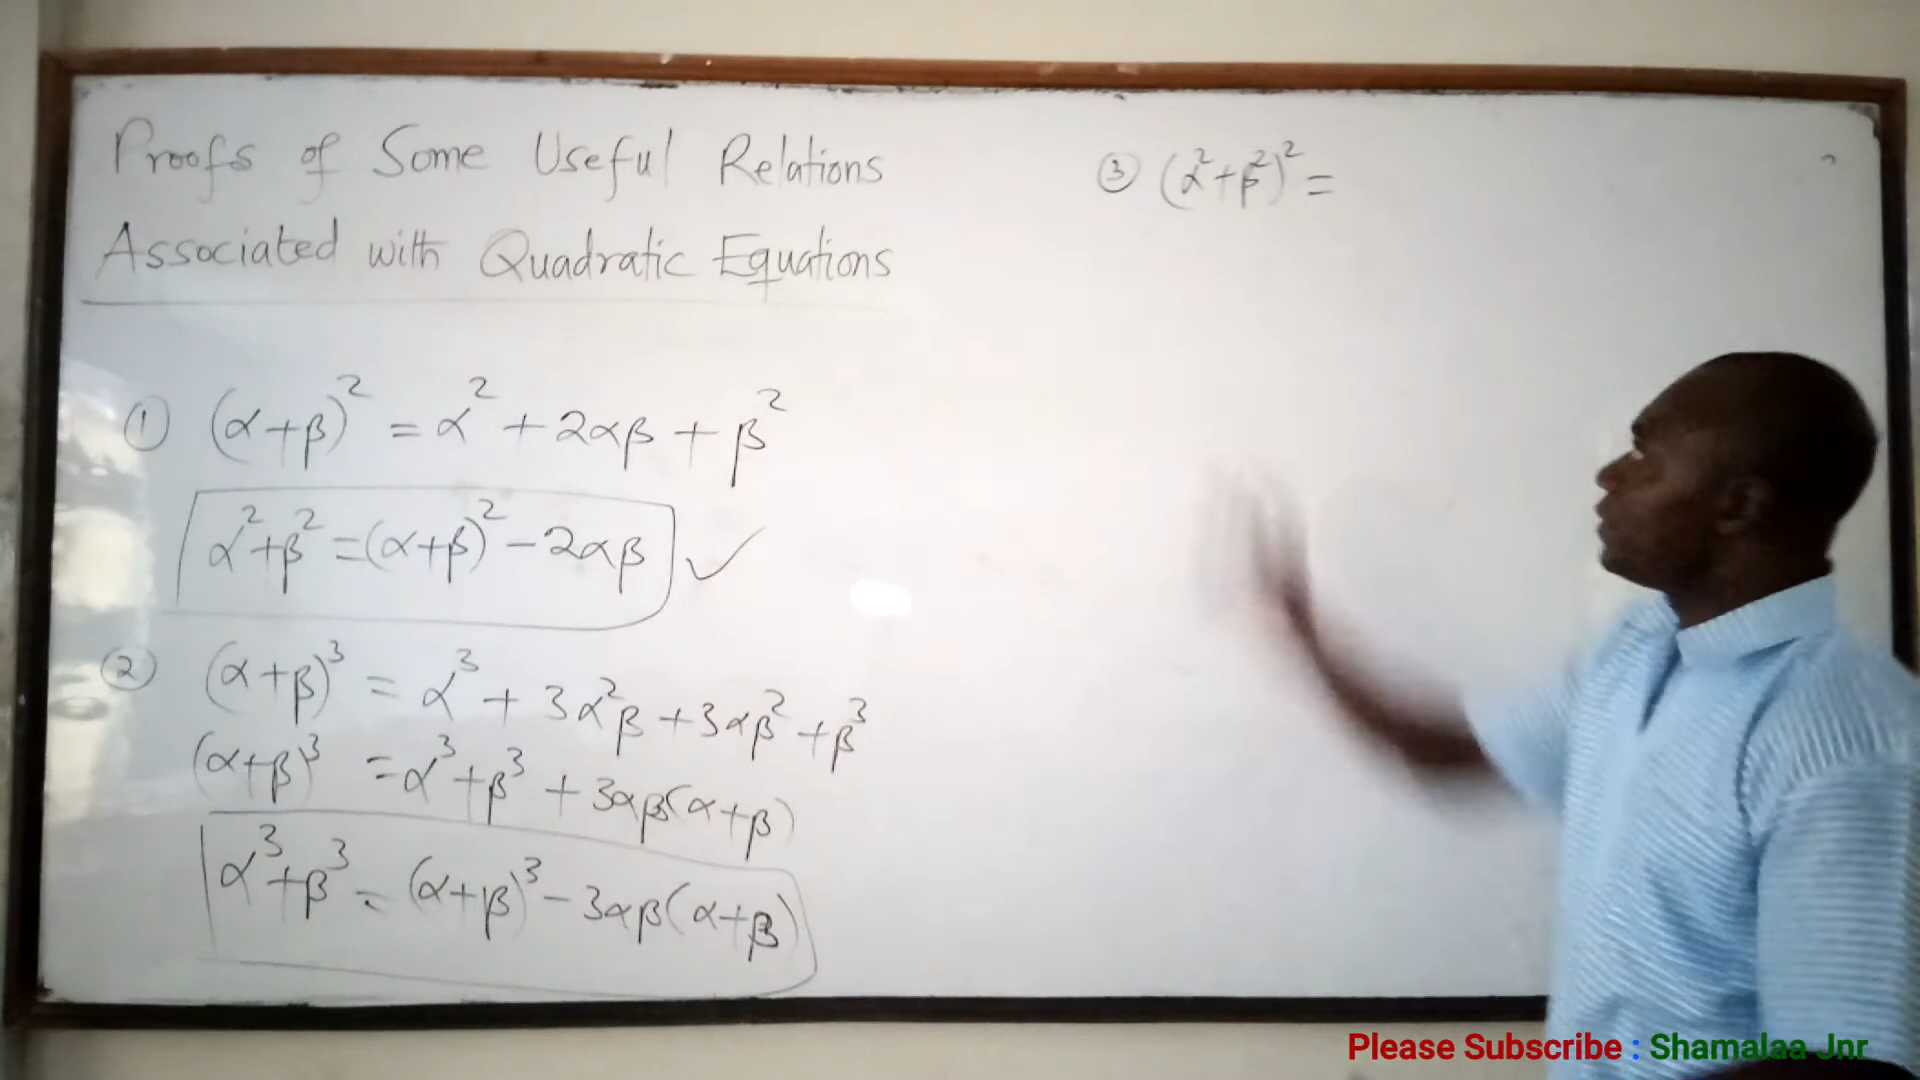 Proofs of Some Useful Relations
Associated with Quadratic Equations
① (α+β)² = α² + 2αβ + β²
α²+β² = (α+β)² − 2αβ ✓
② (α+β)³ = α³ + 3α²β + 3αβ² + β³
(α+β)³ = α³+β³ + 3αβ(α+β)
α³+β³ = (α+β)³ − 3αβ(α+β)
③ (α²+β²)² =
Please Subscribe : Shamalaa Jnr